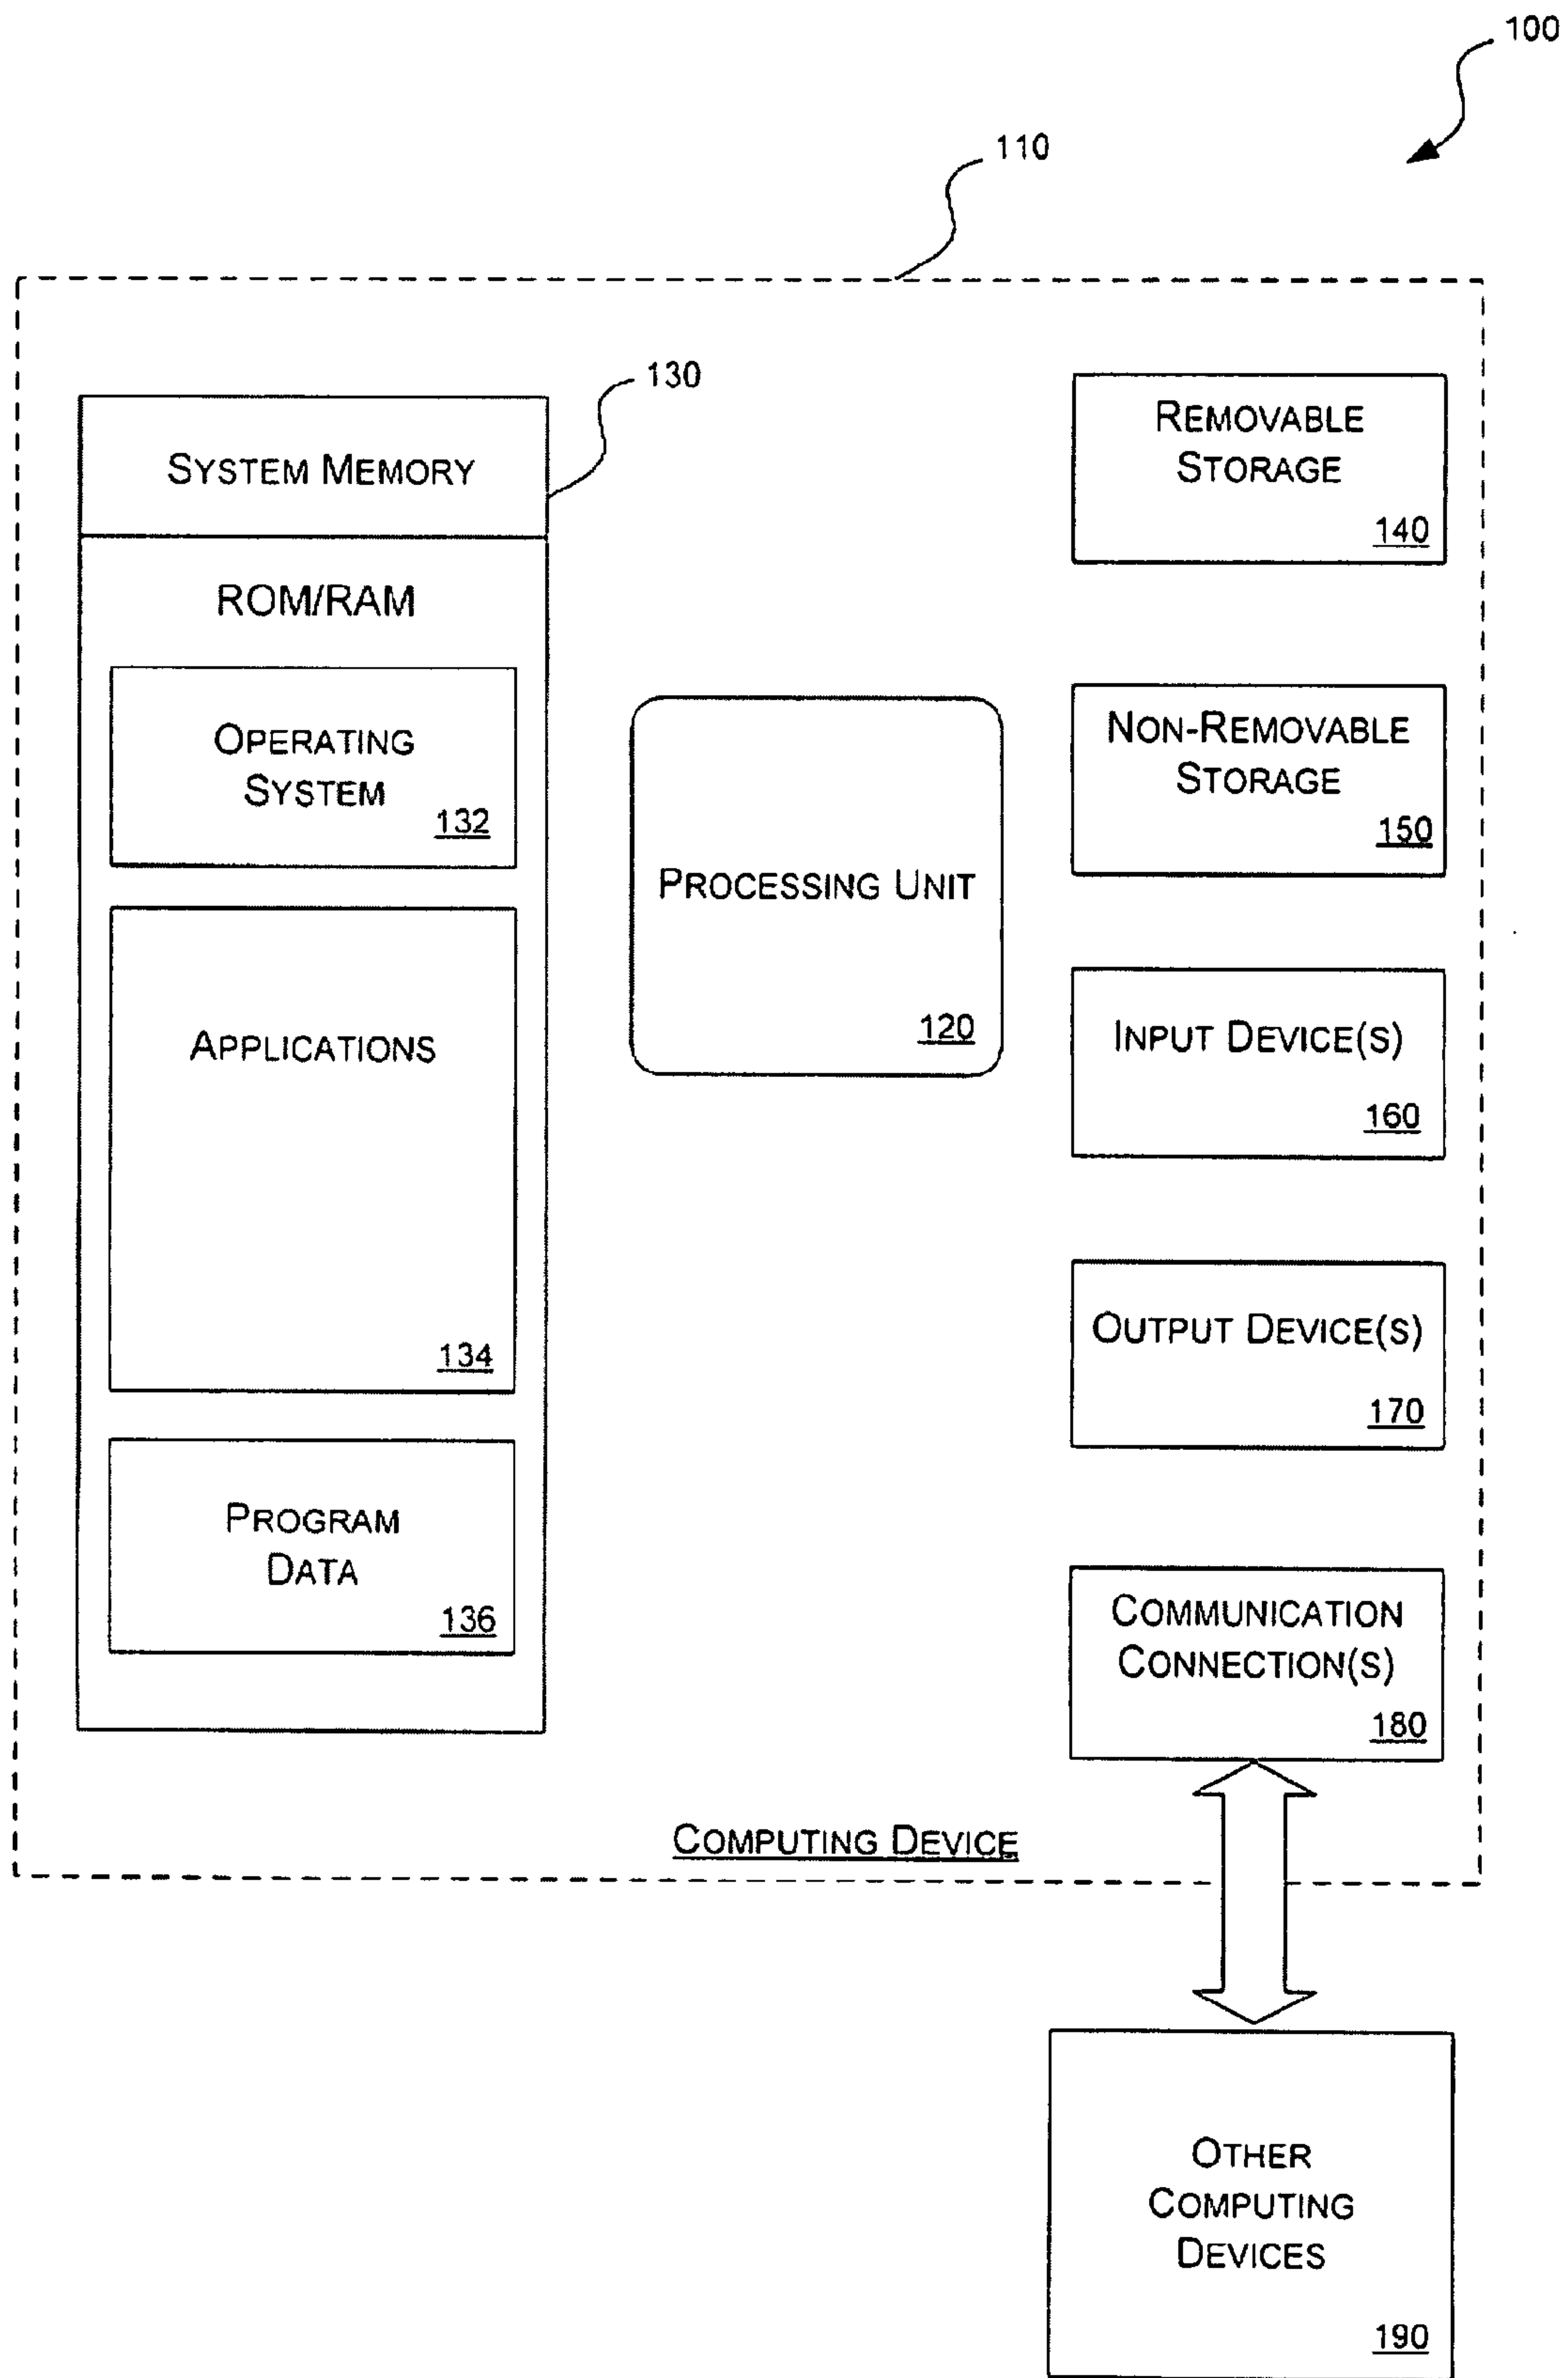 100
110
130
SYSTEM MEMORY
ROM/RAM
OPERATING
SYSTEM
132
APPLICATIONS
134
PROGRAM
DATA
136
PROCESSING UNIT
120
REMOVABLE
STORAGE
140
NON-REMOVABLE
STORAGE
150
INPUT DEVICE(S)
160
OUTPUT DEVICE(S)
170
COMMUNICATION
CONNECTION(S)
180
COMPUTING DEVICE
OTHER
COMPUTING
DEVICES
190